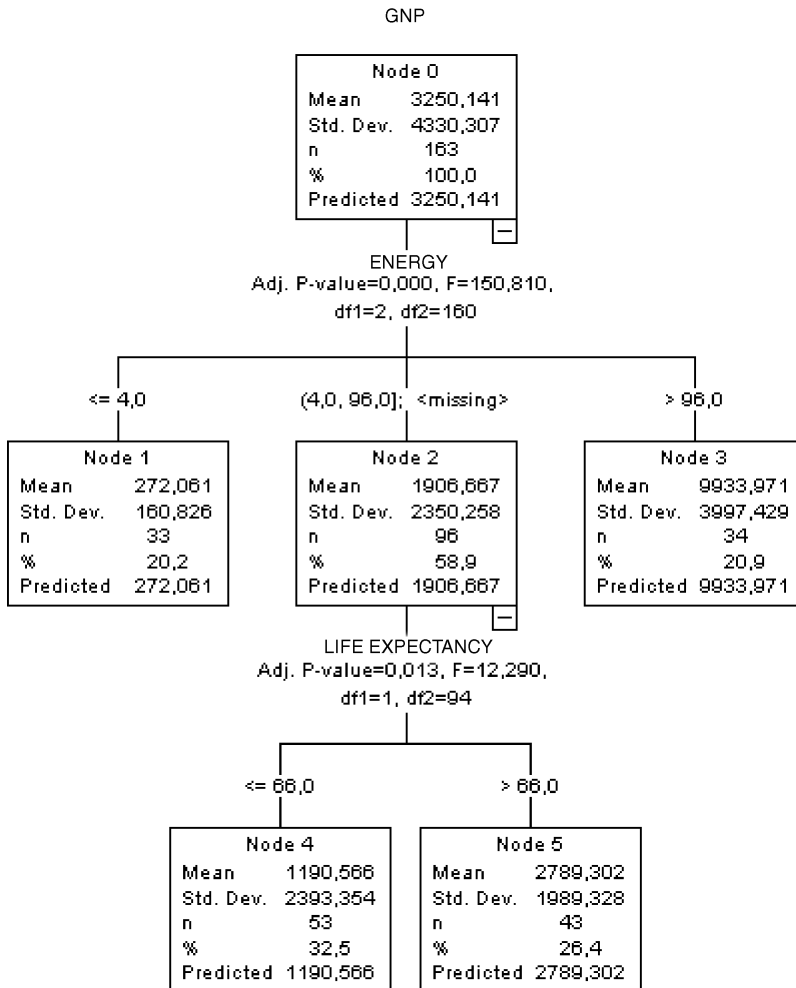 GNP
Node 0
Mean 3250,141
Std. Dev. 4330,307
n 163
% 100,0
Predicted 3250,141
ENERGY
Adj. P-value=0,000, F=150,810,
df1=2, df2=160
<= 4,0
(4,0, 96,0]; <missing>
> 96,0
Node 1
Mean 272,061
Std. Dev. 160,826
n 33
% 20,2
Predicted 272,061
Node 2
Mean 1906,667
Std. Dev. 2350,258
n 96
% 58,9
Predicted 1906,667
Node 3
Mean 9933,971
Std. Dev. 3997,429
n 34
% 20,9
Predicted 9933,971
LIFE EXPECTANCY
Adj. P-value=0,013, F=12,290,
df1=1, df2=94
<= 66,0
> 66,0
Node 4
Mean 1190,566
Std. Dev. 2393,354
n 53
% 32,5
Predicted 1190,566
Node 5
Mean 2789,302
Std. Dev. 1989,328
n 43
% 26,4
Predicted 2789,302